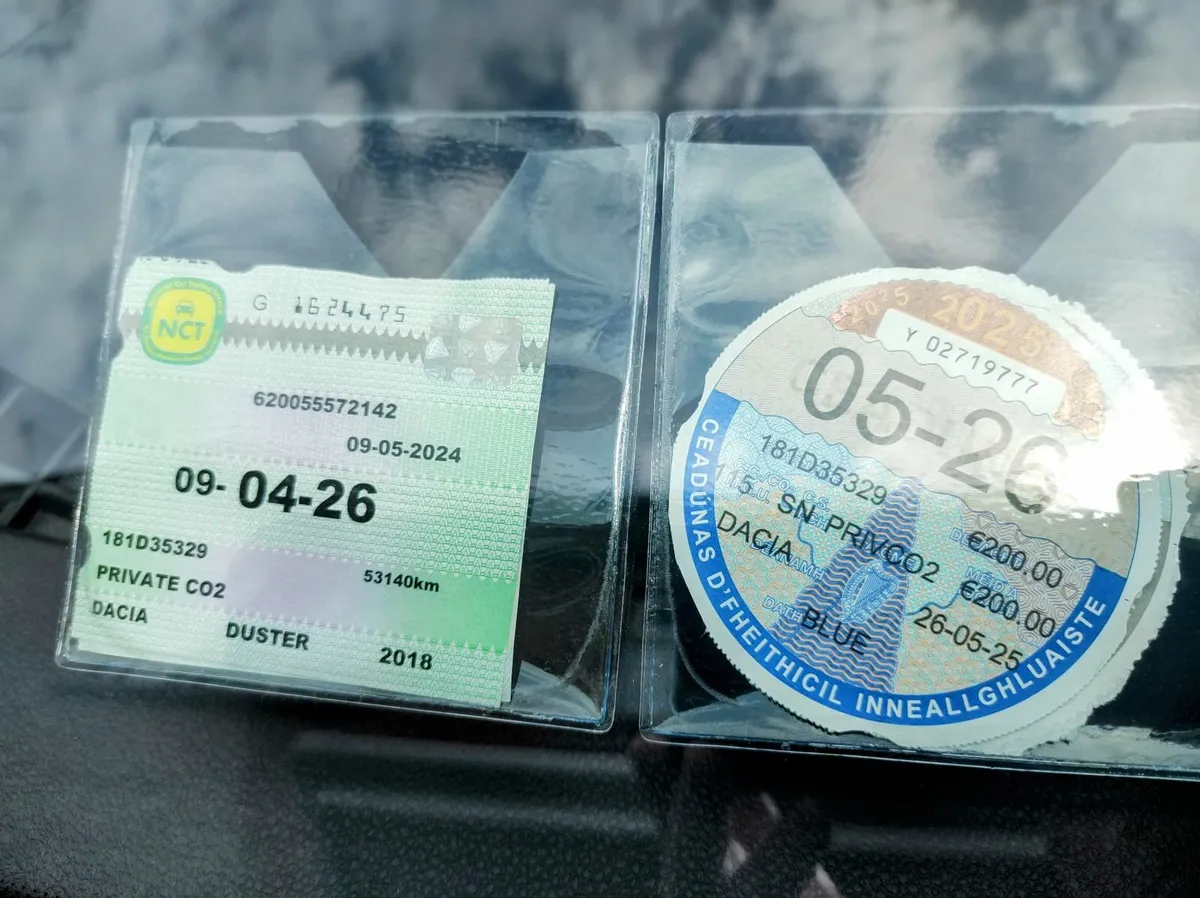 NCT
G 1624475
620055572142
09-05-2024
09- 04-26
181D35329
PRIVATE CO2
53140km
DACIA
DUSTER
2018
2025 2025
Y 02719777
05-26
181D35329
115. SN PRIVCO2 €200.00
DACIA €200.00
BLUE 26-05-25
CEADÚNAS D'FHEITHICIL INNEALLGHLUAISTE